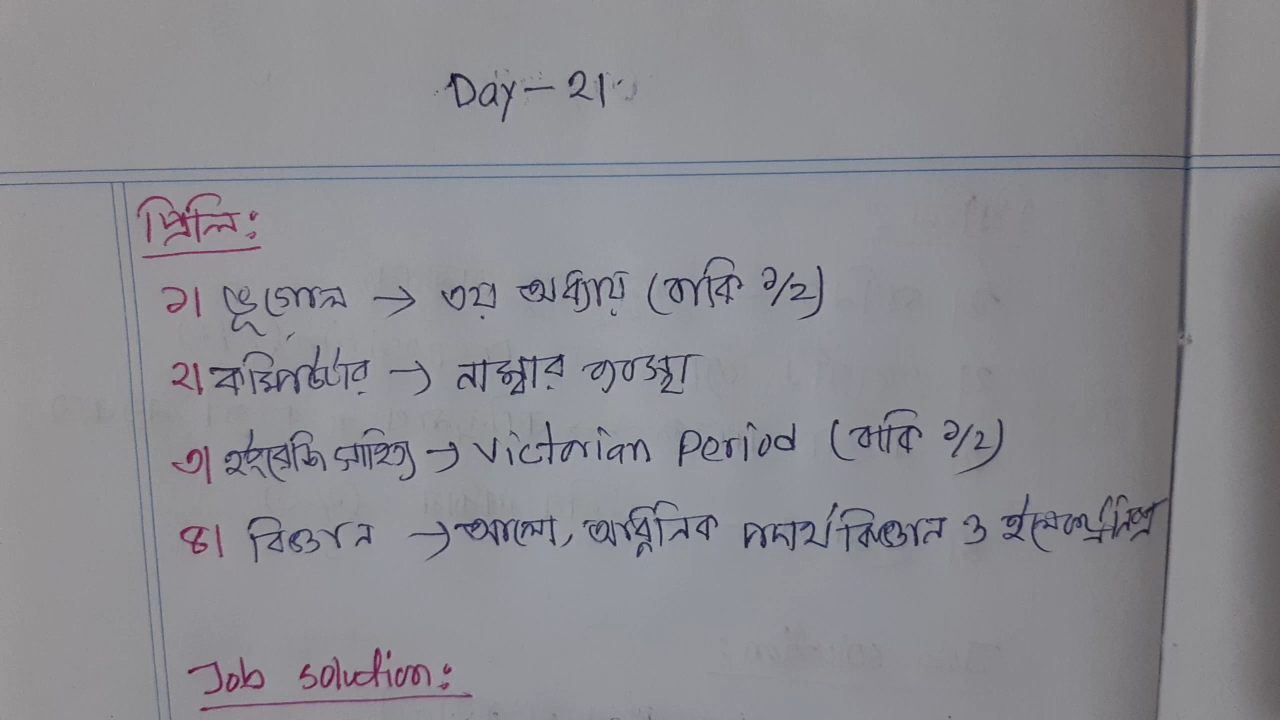 Day - 21
প্রিলি:
১। ভূগোল → ৩য় অধ্যায় (বাকি ১/২)
২। কম্পিউটার → নাম্বার ব্যবস্থা
৩। ইংরেজি সাহিত্য → Victorian Period (বাকি ১/২)
৪। বিজ্ঞান → আলো, আধুনিক পদার্থবিজ্ঞান ও ইলেকট্রনিক্স
Job solution: